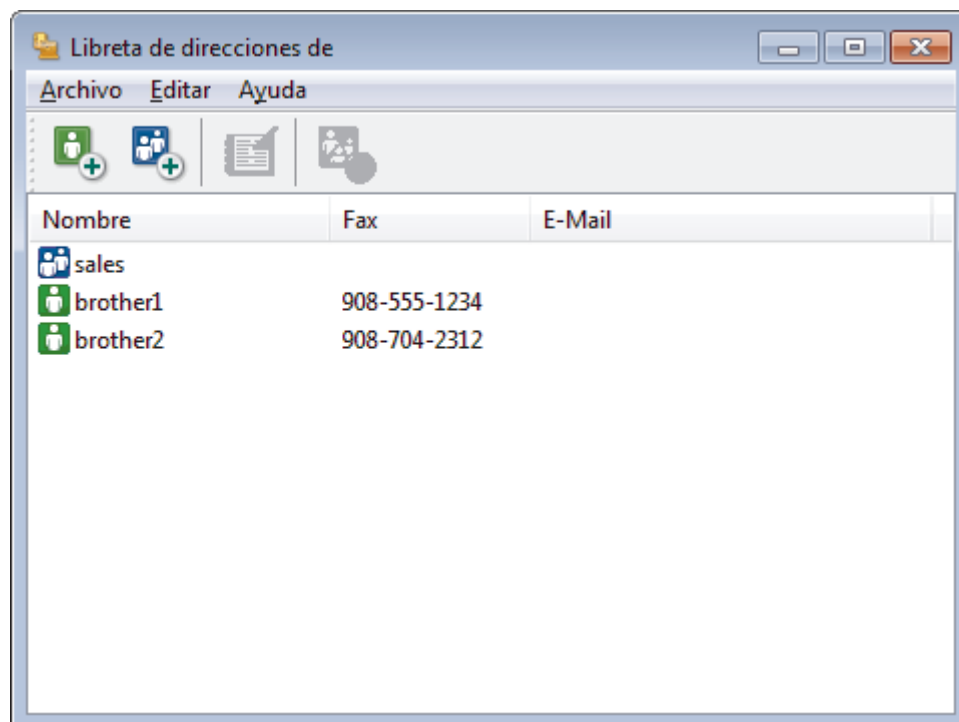 Libreta de direcciones de
Archivo Editar Ayuda
Nombre Fax E-Mail
sales
brother1 908-555-1234
brother2 908-704-2312